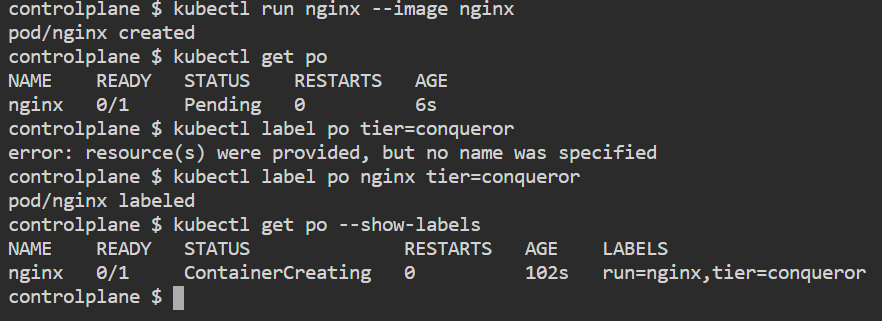 controlplane $ kubectl run nginx --image nginx
pod/nginx created
controlplane $ kubectl get po
NAME    READY   STATUS    RESTARTS   AGE
nginx   0/1     Pending   0          6s
controlplane $ kubectl label po tier=conqueror
error: resource(s) were provided, but no name was specified
controlplane $ kubectl label po nginx tier=conqueror
pod/nginx labeled
controlplane $ kubectl get po --show-labels
NAME    READY   STATUS              RESTARTS   AGE    LABELS
nginx   0/1     ContainerCreating   0          102s   run=nginx,tier=conqueror
controlplane $